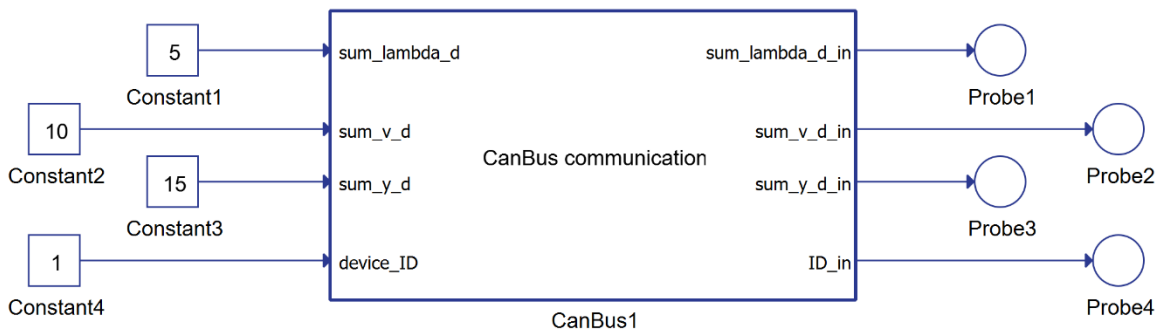 5
sum_lambda_d
sum_lambda_d_in
Constant1
Probe1
10
sum_v_d
CanBus communication
sum_v_d_in
Constant2
Probe2
15
sum_y_d
sum_y_d_in
Constant3
Probe3
1
device_ID
ID_in
Constant4
Probe4
CanBus1